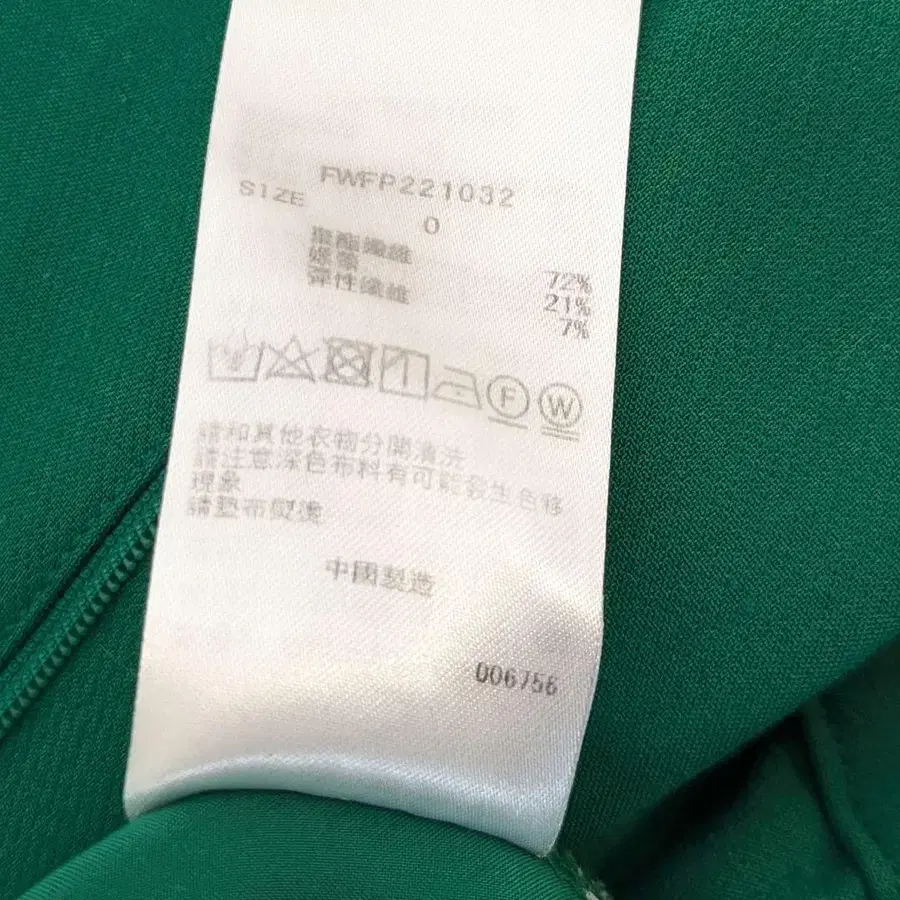 FWFP221032
SIZE 0
聚酯纖維 72%
嫘縈 21%
彈性纖維 7%
F W
請和其他衣物分開清洗
請注意深色布料有可能發生色移
現象
請墊布熨燙
中國製造
006756